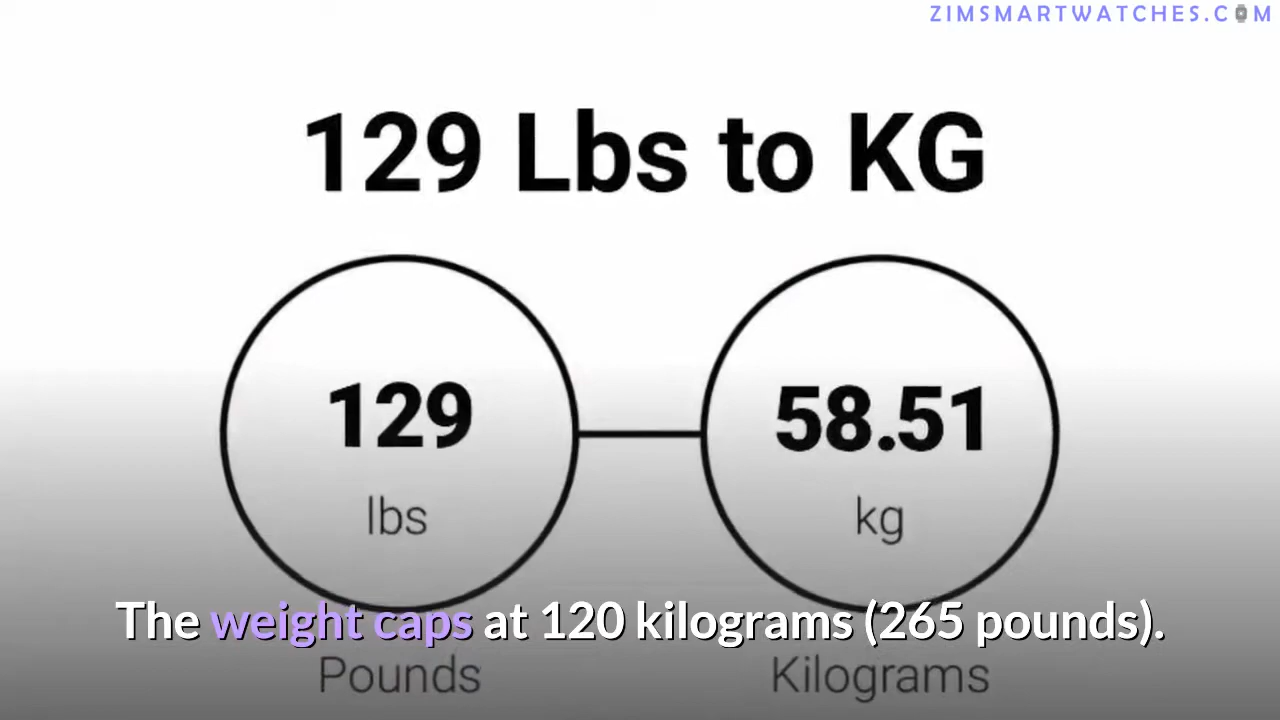 ZIMSMARTWATCHES.COM
129 Lbs to KG
129
lbs
58.51
kg
The weight caps at 120 kilograms (265 pounds).
Pounds
Kilograms